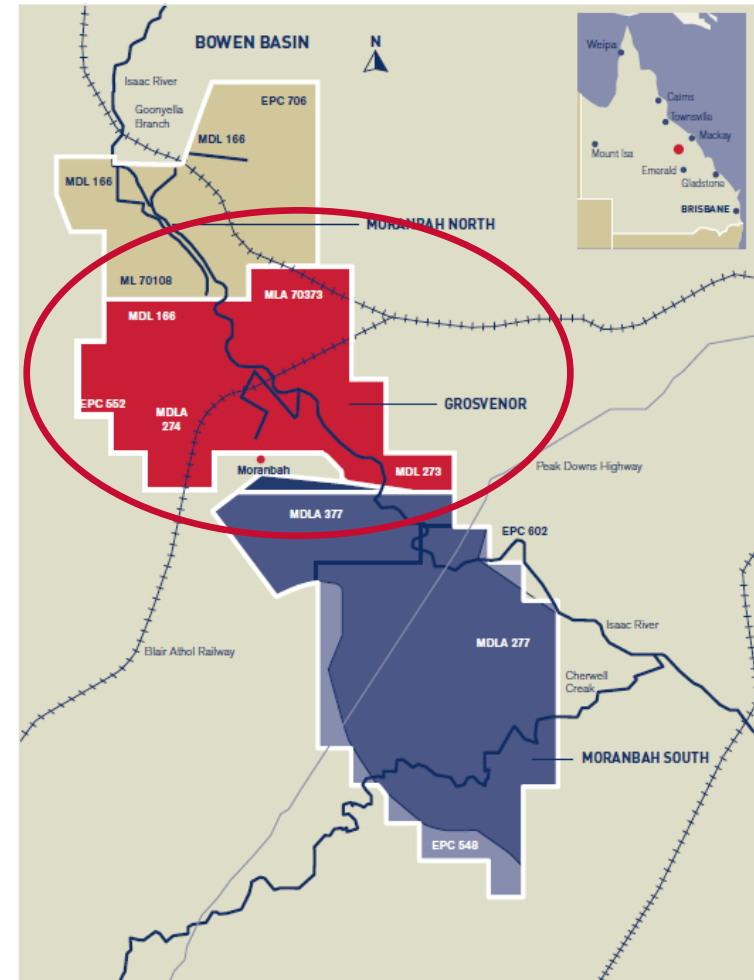 BOWEN BASIN
N
Isaac River
Goonyella
Branch
EPC 706
MDL 166
MDL 166
MORANBAH NORTH
ML 70108
MLA 70373
MDL 166
EPC 552
MDLA
274
GROSVENOR
Moranbah
MDL 273
Peak Downs Highway
MDLA 377
EPC 602
Isaac River
MDLA 277
Blair Athol Railway
Cherwell
Creak
MORANBAH SOUTH
EPC 548
Weipa
Cairns
Townsville
Mackay
Mount Isa
Emerald
Gladstone
BRISBANE